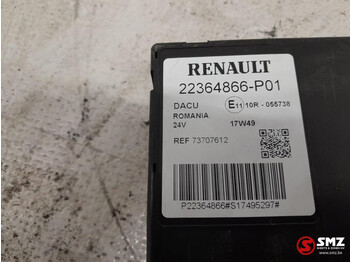 RENAULT
22364866-P01
DACU E11 10R - 055738
ROMANIA
24V 17W49
REF 73707612
P22364866#S17495297#
SMZ